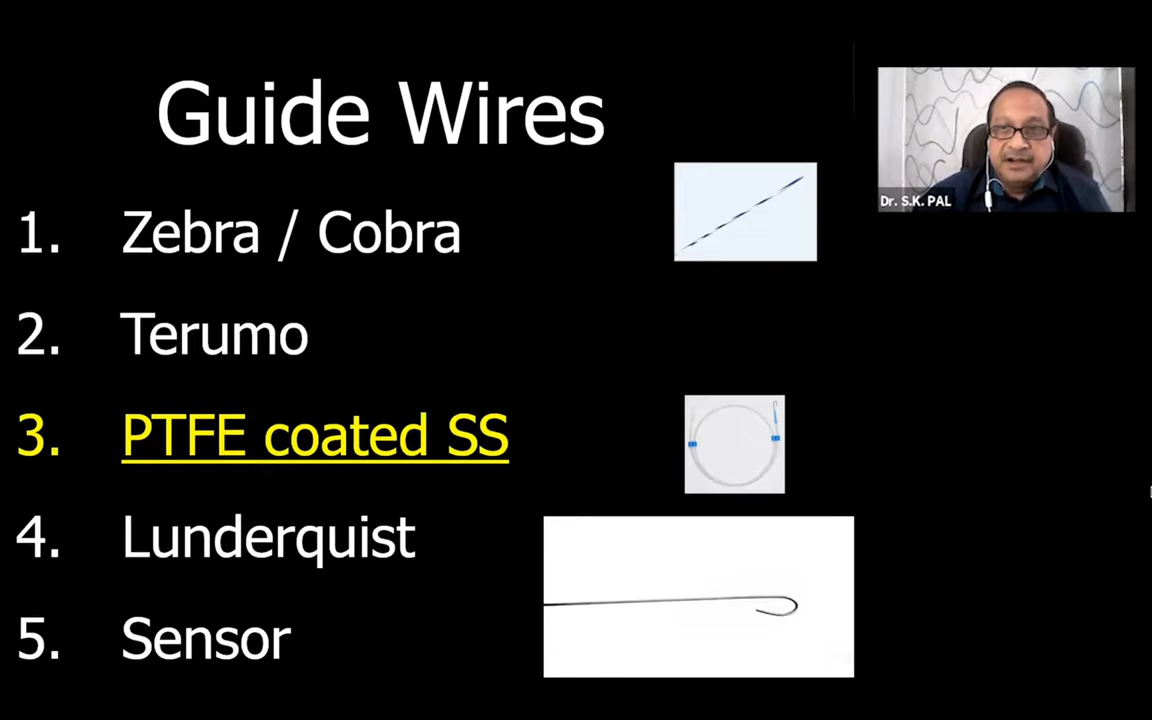 Guide Wires
1. Zebra / Cobra
2. Terumo
3. PTFE coated SS
4. Lunderquist
5. Sensor
Dr. S.K. PAL